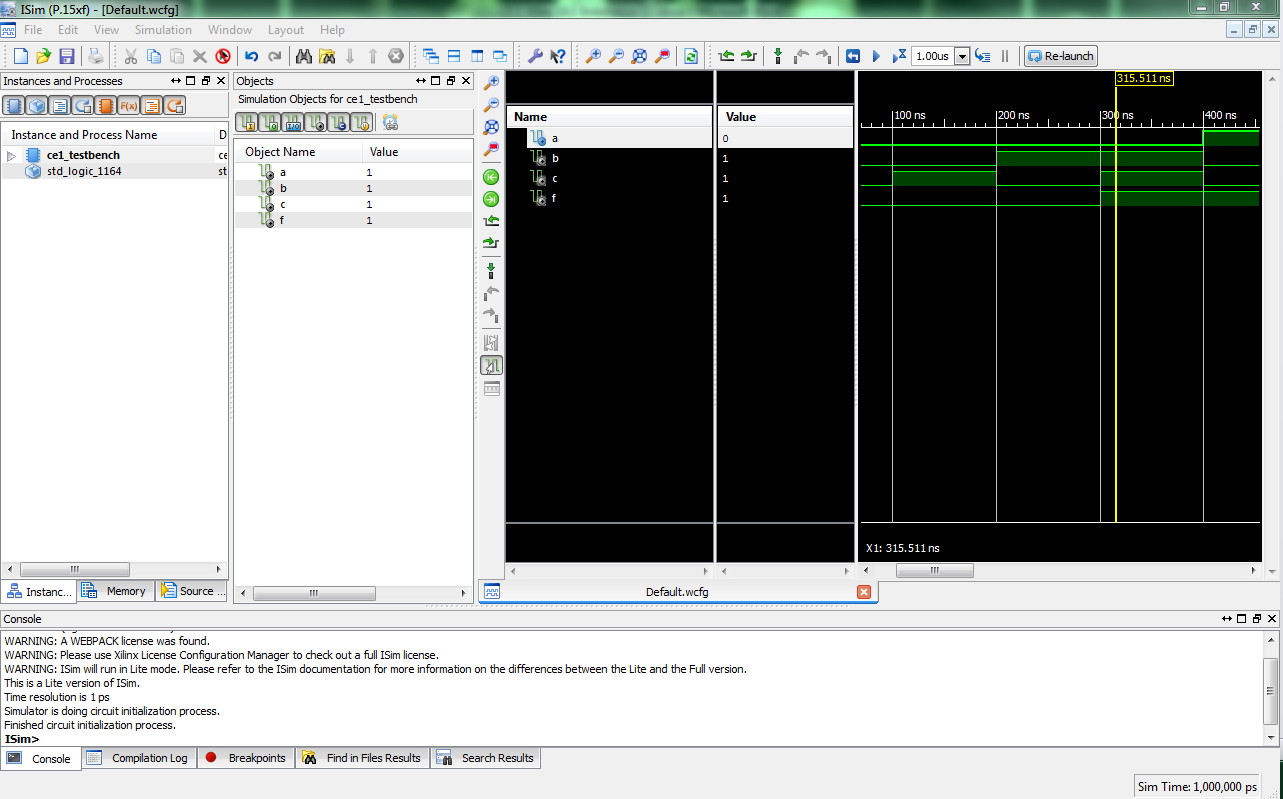 ISim (P.15xf) - [Default.wcfg]
File Edit View Simulation Window Layout Help
1.00us Re-launch
Instances and Processes
Instance and Process Name D
ce1_testbench ce
std_logic_1164 st
Instanc... Memory Source ...
Objects
Simulation Objects for ce1_testbench
Object Name Value
a 1
b 1
c 1
f 1
Name Value
a 0
b 1
c 1
f 1
315.511 ns
100 ns 200 ns 300 ns 400 ns
X1: 315.511 ns
Default.wcfg
Console
WARNING: A WEBPACK license was found.
WARNING: Please use Xilinx License Configuration Manager to check out a full ISim license.
WARNING: ISim will run in Lite mode. Please refer to the ISim documentation for more information on the differences between the Lite and the Full version.
This is a Lite version of ISim.
Time resolution is 1 ps
Simulator is doing circuit initialization process.
Finished circuit initialization process.
ISim>
Console Compilation Log Breakpoints Find in Files Results Search Results
Sim Time: 1,000,000 ps